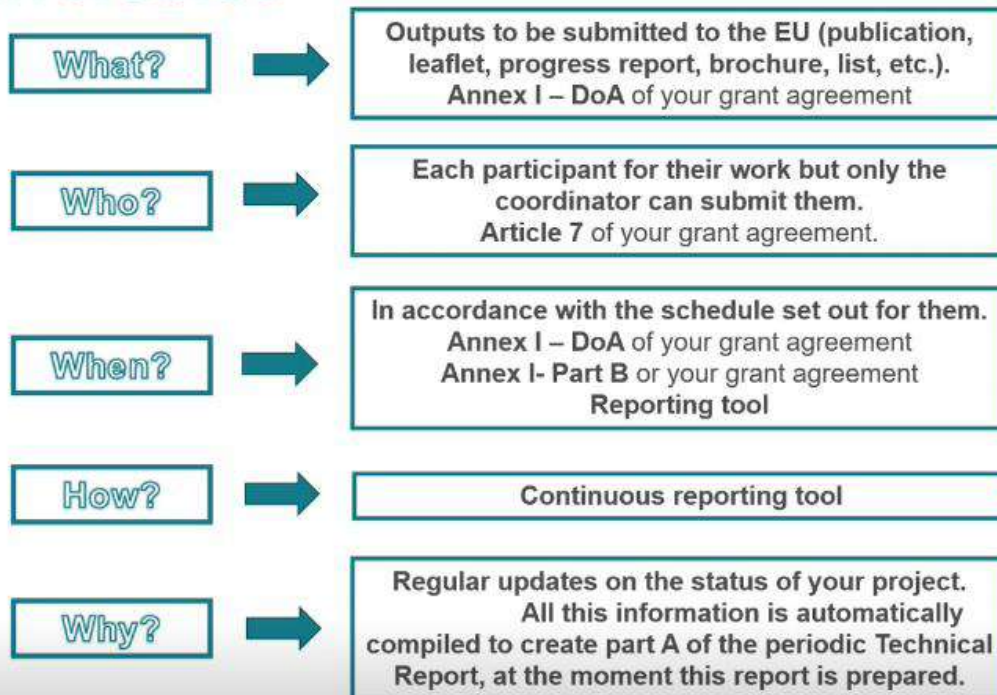 What?
Outputs to be submitted to the EU (publication,
leaflet, progress report, brochure, list, etc.).
Annex I – DoA of your grant agreement
Who?
Each participant for their work but only the
coordinator can submit them.
Article 7 of your grant agreement.
When?
In accordance with the schedule set out for them.
Annex I – DoA of your grant agreement
Annex I- Part B or your grant agreement
Reporting tool
How?
Continuous reporting tool
Why?
Regular updates on the status of your project.
All this information is automatically
compiled to create part A of the periodic Technical
Report, at the moment this report is prepared.